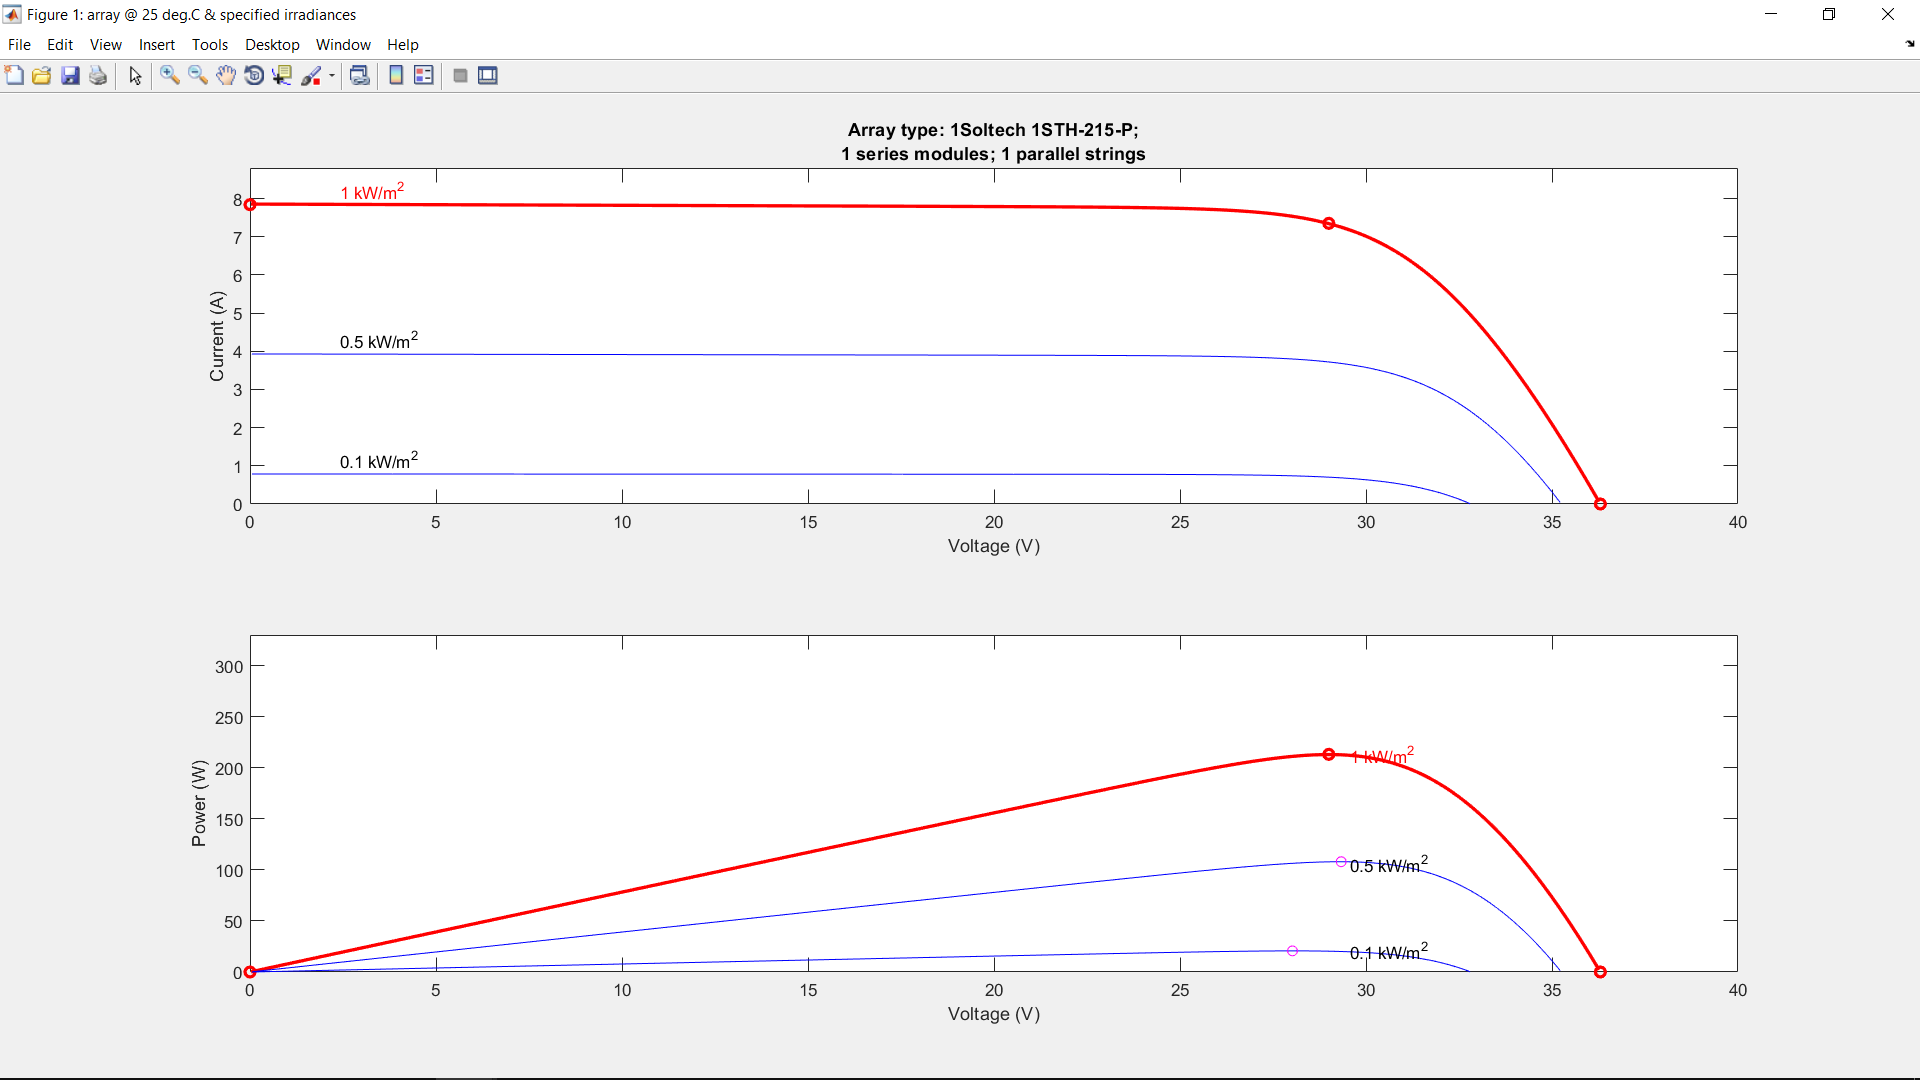 Figure 1: array @ 25 deg.C & specified irradiances
File Edit View Insert Tools Desktop Window Help
Array type: 1Soltech 1STH-215-P;
1 series modules; 1 parallel strings
1 kW/m²
0.5 kW/m²
0.1 kW/m²
8
7
6
5
4
3
2
1
0
Current (A)
0 5 10 15 20 25 30 35 40
Voltage (V)
300
250
200
150
100
50
0
Power (W)
1 kW/m²
0.5 kW/m²
0.1 kW/m²
0 5 10 15 20 25 30 35 40
Voltage (V)